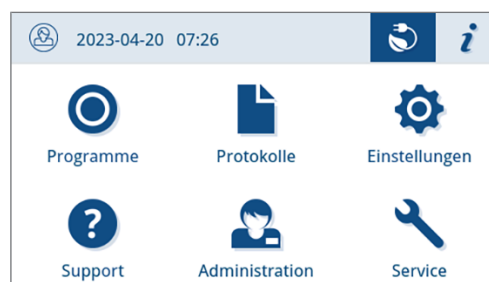 2023-04-20 07:26
i
Programme Protokolle Einstellungen
?
Support Administration Service